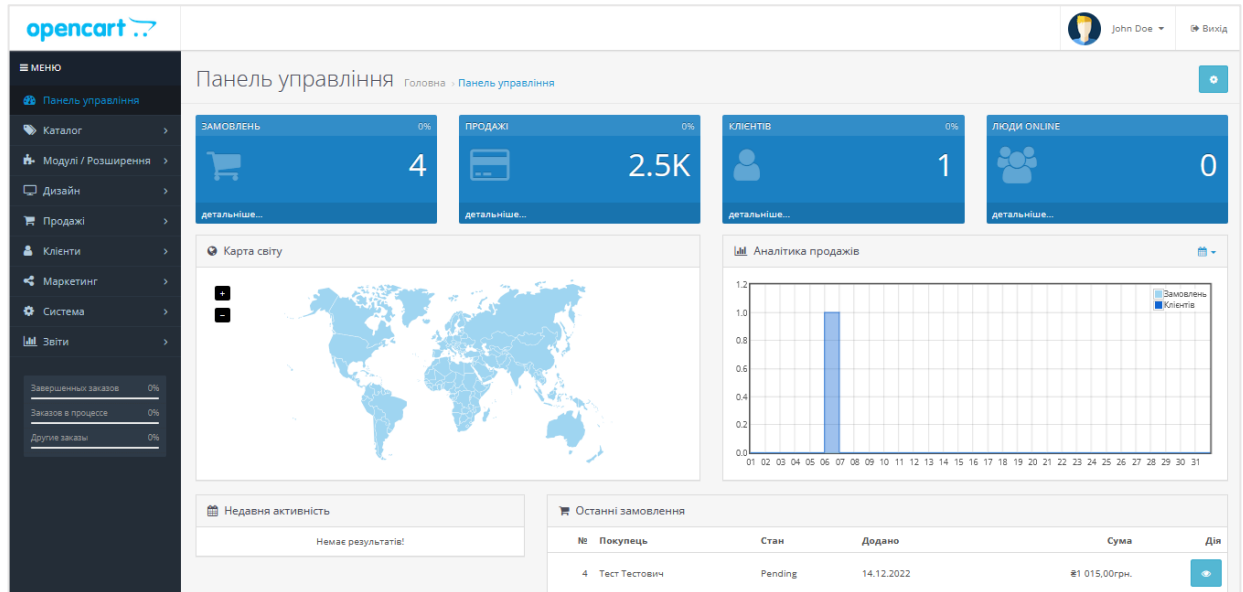 opencart
John Doe
Вихід
МЕНЮ
Панель управління
Каталог
Модулі / Розширення
Дизайн
Продажі
Клієнти
Маркетинг
Система
Звіти
Завершенных заказов 0%
Заказов в процессе 0%
Другие заказы 0%
Панель управління
Головна › Панель управління
ЗАМОВЛЕНЬ 0%
4
детальніше...
ПРОДАЖІ 0%
2.5K
детальніше...
КЛІЄНТІВ 0%
1
детальніше...
ЛЮДИ ONLINE
0
детальніше...
Карта світу
+
-
Аналітика продажів
Замовлень
Клієнтів
1.2
1.0
0.8
0.6
0.4
0.2
0.0
01 02 03 04 05 06 07 08 09 10 11 12 13 14 15 16 17 18 19 20 21 22 23 24 25 26 27 28 29 30 31
Недавня активність
Немає результатів!
Останні замовлення
№ Покупець Стан Додано Сума Дія
4 Тест Тестович Pending 14.12.2022 ₴1 015,00грн.